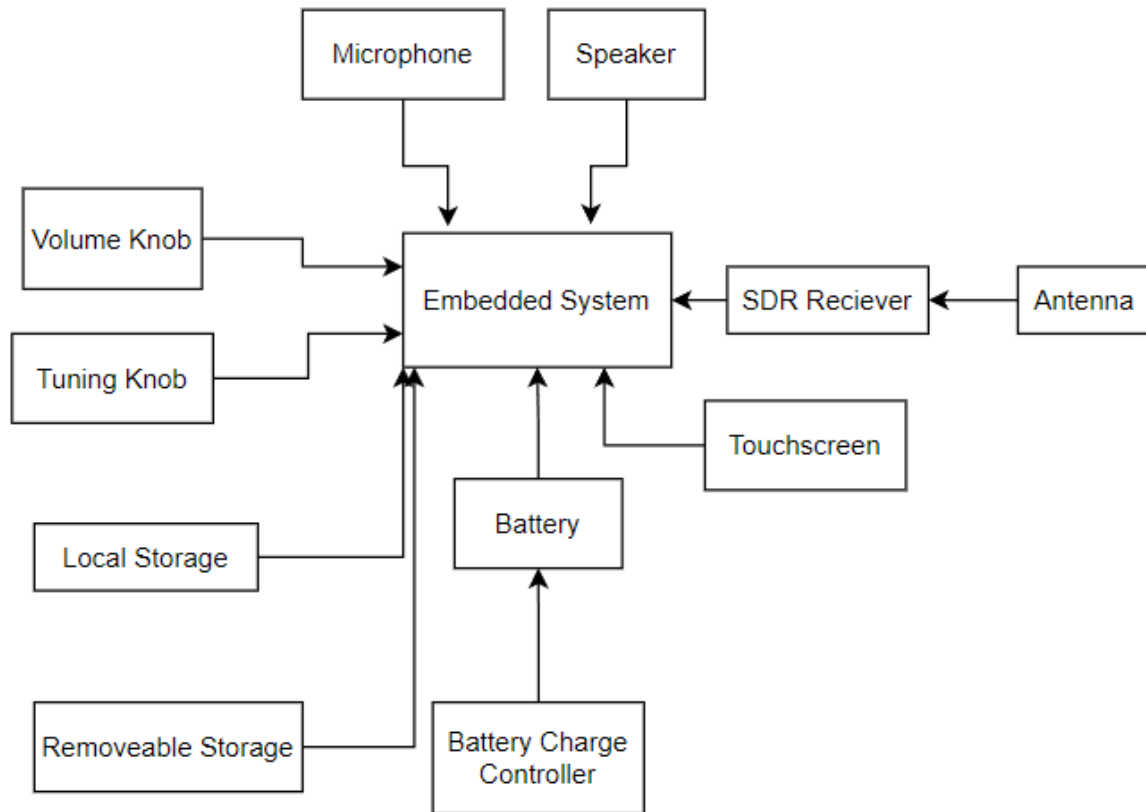 Microphone
Speaker
Volume Knob
Embedded System
SDR Reciever
Antenna
Tuning Knob
Touchscreen
Battery
Local Storage
Removeable Storage
Battery Charge
Controller